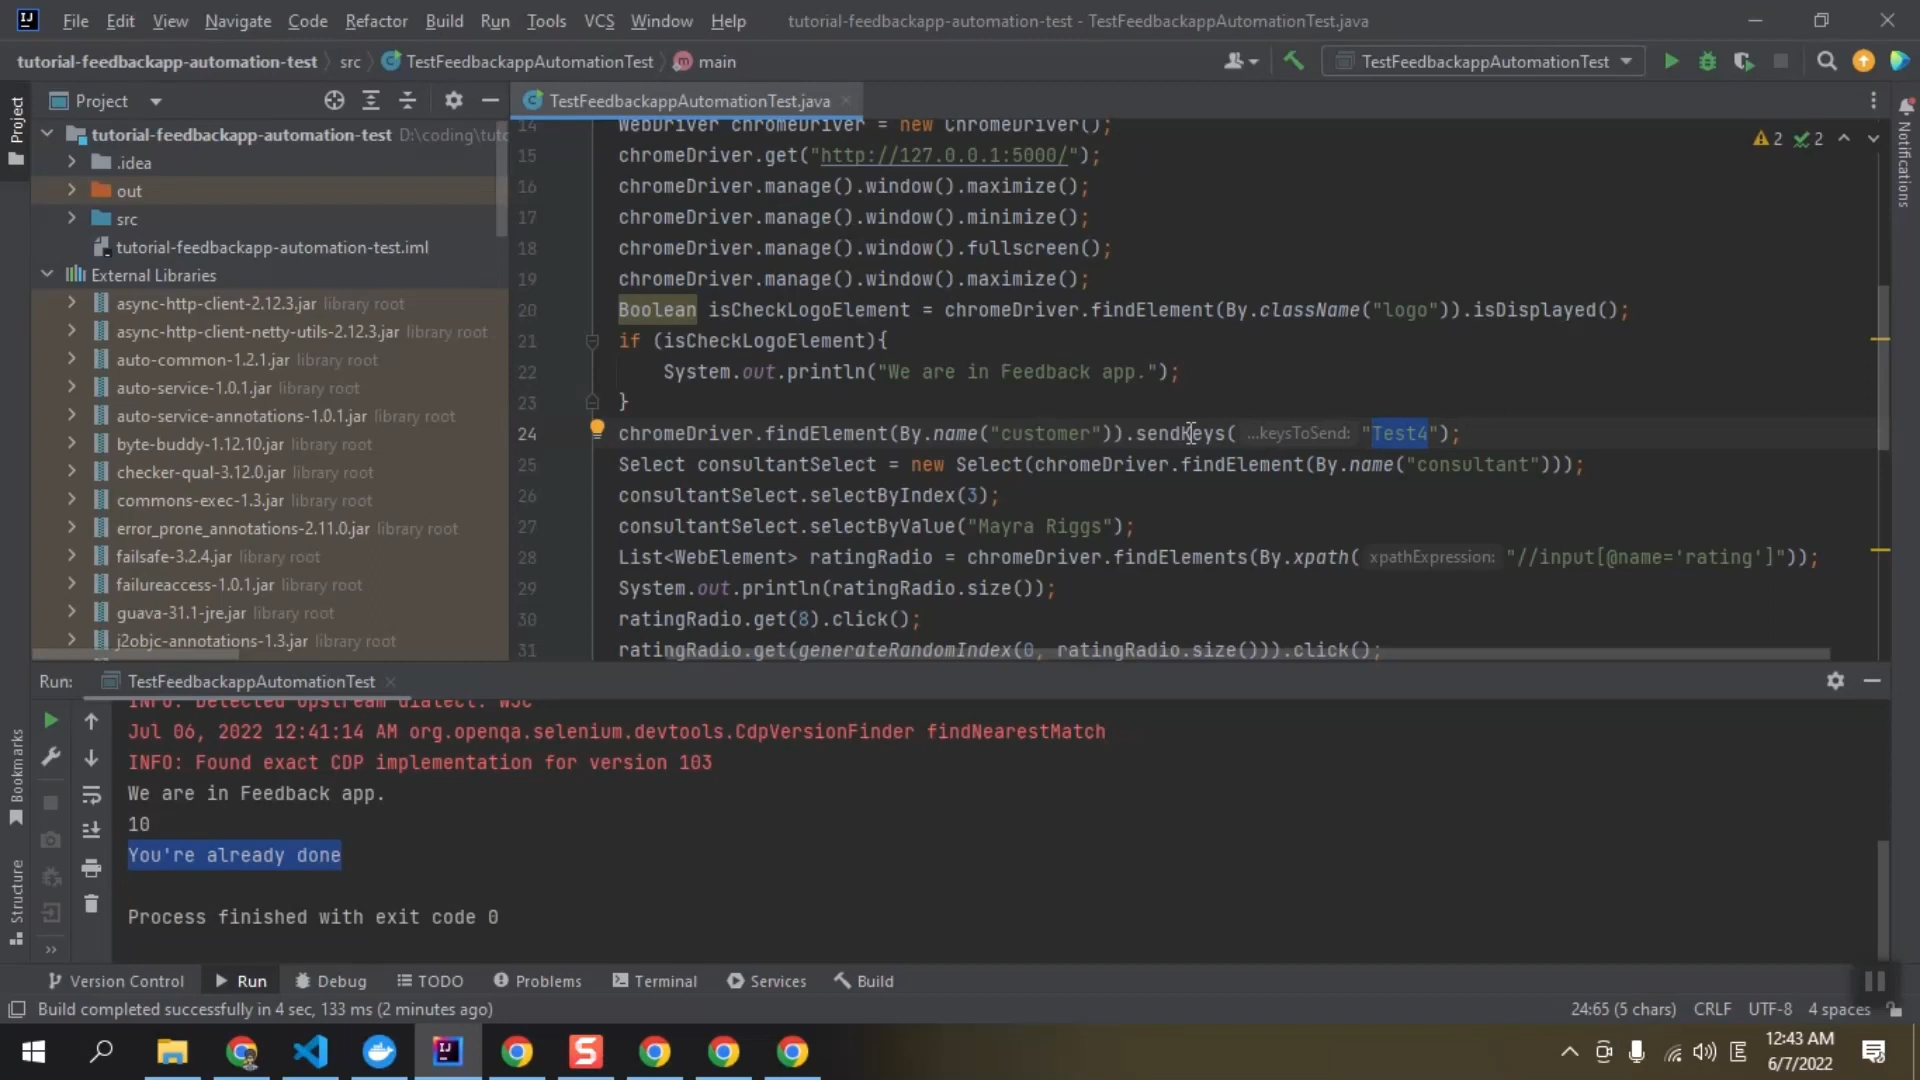 File Edit View Navigate Code Refactor Build Run Tools VCS Window Help tutorial-feedbackapp-automation-test - TestFeedbackappAutomationTest.java
tutorial-feedbackapp-automation-test src TestFeedbackappAutomationTest main TestFeedbackappAutomationTest
Project
TestFeedbackappAutomationTest.java
Project
Notifications
tutorial-feedbackapp-automation-test D:\coding\tuto
.idea
out
src
tutorial-feedbackapp-automation-test.iml
External Libraries
async-http-client-2.12.3.jar library root
async-http-client-netty-utils-2.12.3.jar library root
auto-common-1.2.1.jar library root
auto-service-1.0.1.jar library root
auto-service-annotations-1.0.1.jar library root
byte-buddy-1.12.10.jar library root
checker-qual-3.12.0.jar library root
commons-exec-1.3.jar library root
error_prone_annotations-2.11.0.jar library root
failsafe-3.2.4.jar library root
failureaccess-1.0.1.jar library root
guava-31.1-jre.jar library root
j2objc-annotations-1.3.jar library root
2 2
14 WebDriver chromeDriver = new ChromeDriver();
15 chromeDriver.get("http://127.0.0.1:5000/");
16 chromeDriver.manage().window().maximize();
17 chromeDriver.manage().window().minimize();
18 chromeDriver.manage().window().fullscreen();
19 chromeDriver.manage().window().maximize();
20 Boolean isCheckLogoElement = chromeDriver.findElement(By.className("logo")).isDisplayed();
21 if (isCheckLogoElement){
22 System.out.println("We are in Feedback app.");
23 }
24 chromeDriver.findElement(By.name("customer")).sendKeys( ...keysToSend: "Test4");
25 Select consultantSelect = new Select(chromeDriver.findElement(By.name("consultant")));
26 consultantSelect.selectByIndex(3);
27 consultantSelect.selectByValue("Mayra Riggs");
28 List<WebElement> ratingRadio = chromeDriver.findElements(By.xpath( xpathExpression: "//input[@name='rating']"));
29 System.out.println(ratingRadio.size());
30 ratingRadio.get(8).click();
31 ratingRadio.get(generateRandomIndex(0, ratingRadio.size())).click();
Run: TestFeedbackappAutomationTest
INFO: Detected upstream dialect: W3C
Jul 06, 2022 12:41:14 AM org.openqa.selenium.devtools.CdpVersionFinder findNearestMatch
INFO: Found exact CDP implementation for version 103
We are in Feedback app.
10
You're already done
Process finished with exit code 0
Bookmarks
Structure
Version Control Run Debug TODO Problems Terminal Services Build
Build completed successfully in 4 sec, 133 ms (2 minutes ago) 24:65 (5 chars) CRLF UTF-8 4 spaces
12:43 AM
6/7/2022